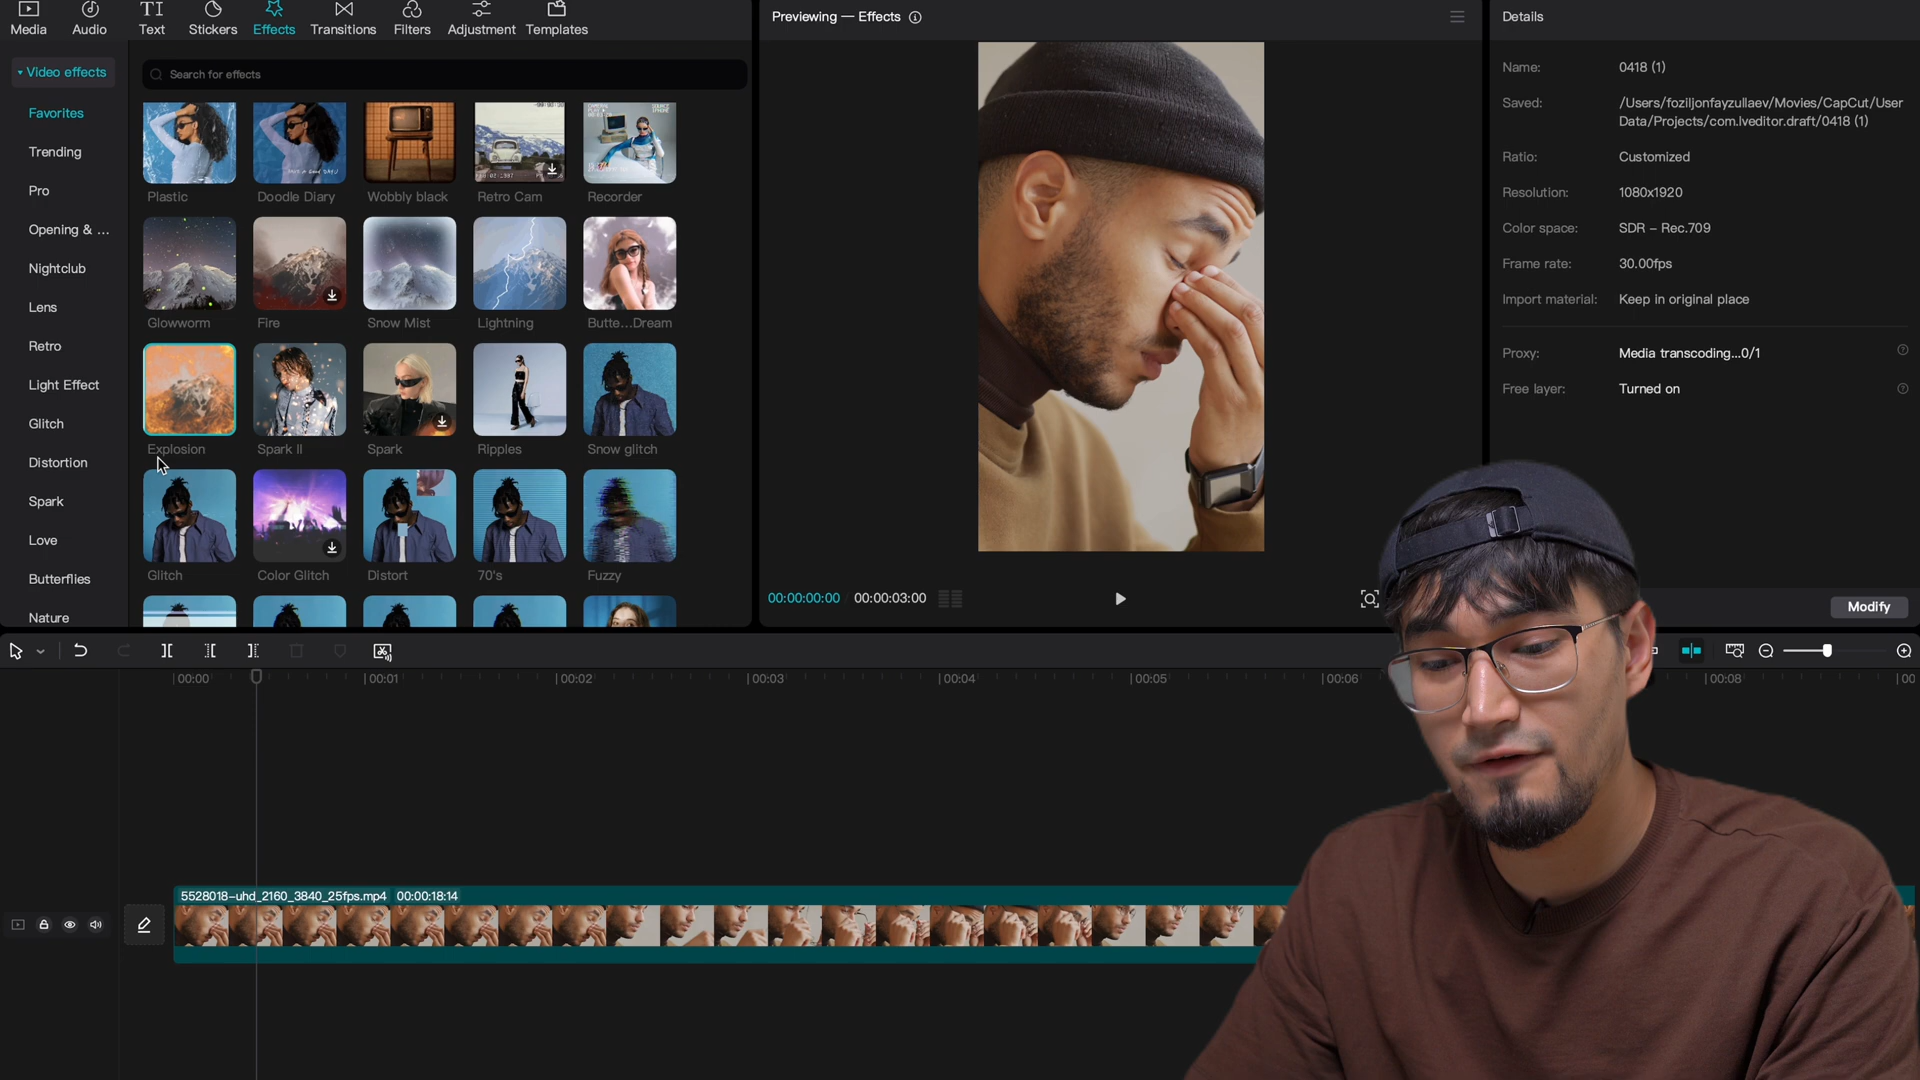 Media
Audio
Text
Stickers
Effects
Transitions
Filters
Adjustment
Templates
Video effects
Favorites
Trending
Pro
Opening & ...
Nightclub
Lens
Retro
Light Effect
Glitch
Distortion
Spark
Love
Butterflies
Nature
Search for effects
Plastic
Doodle Diary
Wobbly black
Retro Cam
Recorder
Glowworm
Fire
Snow Mist
Lightning
Butte...Dream
Explosion
Spark II
Spark
Ripples
Snow glitch
Glitch
Color Glitch
Distort
70's
Fuzzy
Previewing — Effects
00:00:00:00
00:00:03:00
Details
Name: 0418 (1)
Saved: /Users/foziljonfayzullaev/Movies/CapCut/User
Data/Projects/com.lveditor.draft/0418 (1)
Ratio: Customized
Resolution: 1080x1920
Color space: SDR – Rec.709
Frame rate: 30.00fps
Import material: Keep in original place
Proxy: Media transcoding...0/1
Free layer: Turned on
Modify
00:00
00:01
00:02
00:03
00:04
00:05
00:06
00:08
00
5528018-uhd_2160_3840_25fps.mp4 00:00:18:14